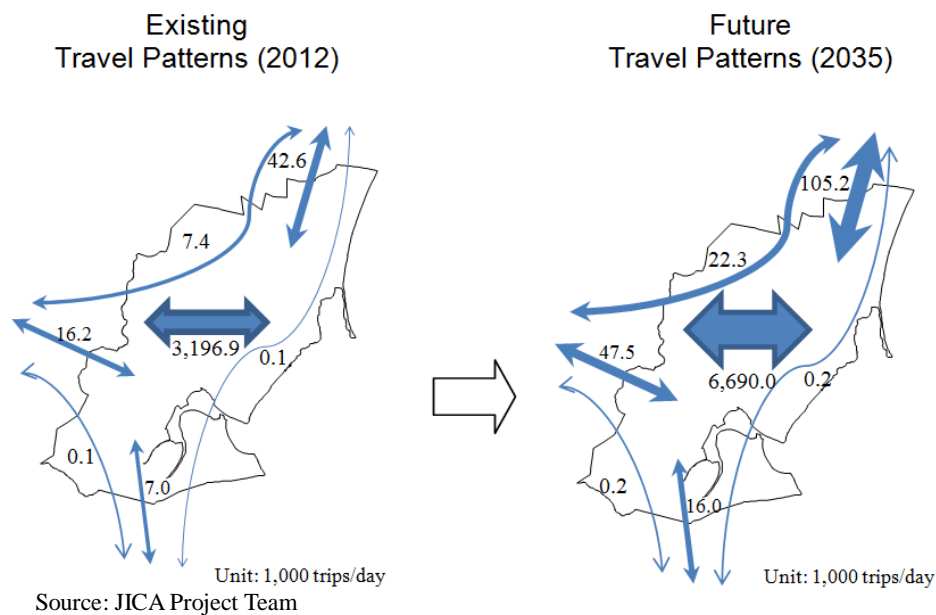 Existing
Travel Patterns (2012)
42.6
7.4
16.2
3,196.9
0.1
0.1
7.0
Unit: 1,000 trips/day
Future
Travel Patterns (2035)
105.2
22.3
47.5
6,690.0
0.2
0.2
16.0
Unit: 1,000 trips/day
Source: JICA Project Team